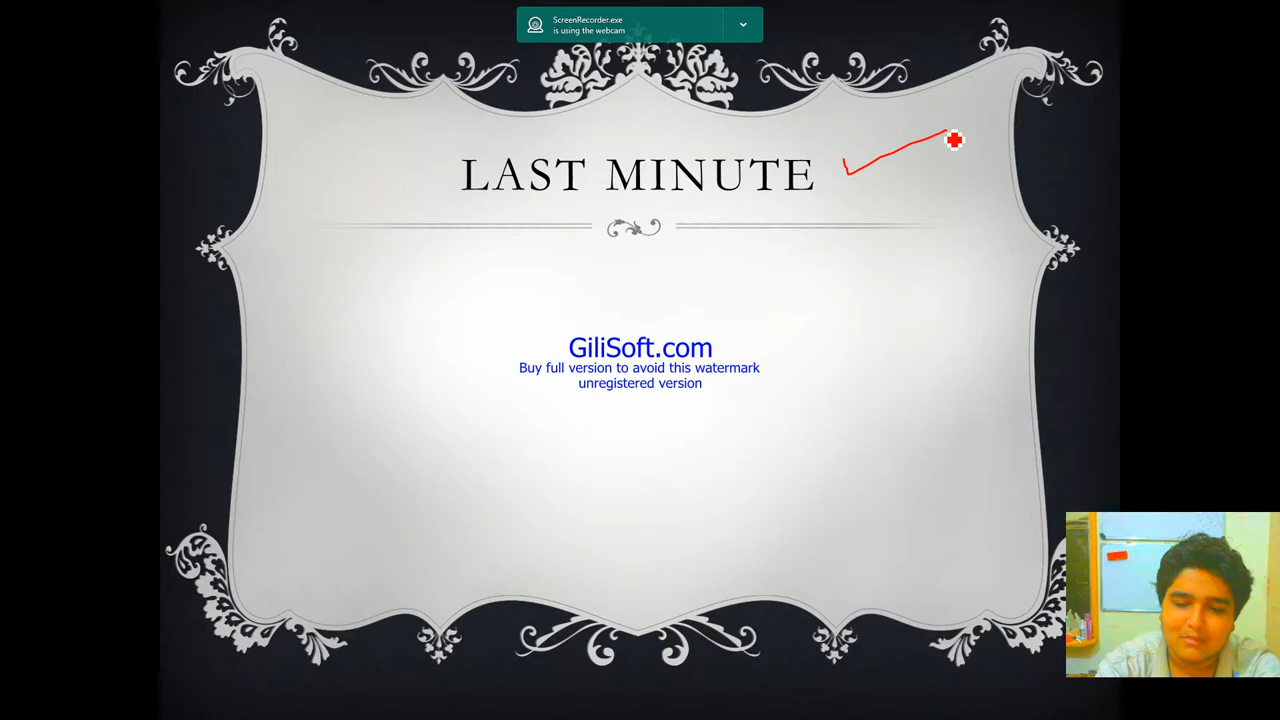 ScreenRecorder.exe
is using the webcam
LAST MINUTE
GiliSoft.com
Buy full version to avoid this watermark
unregistered version